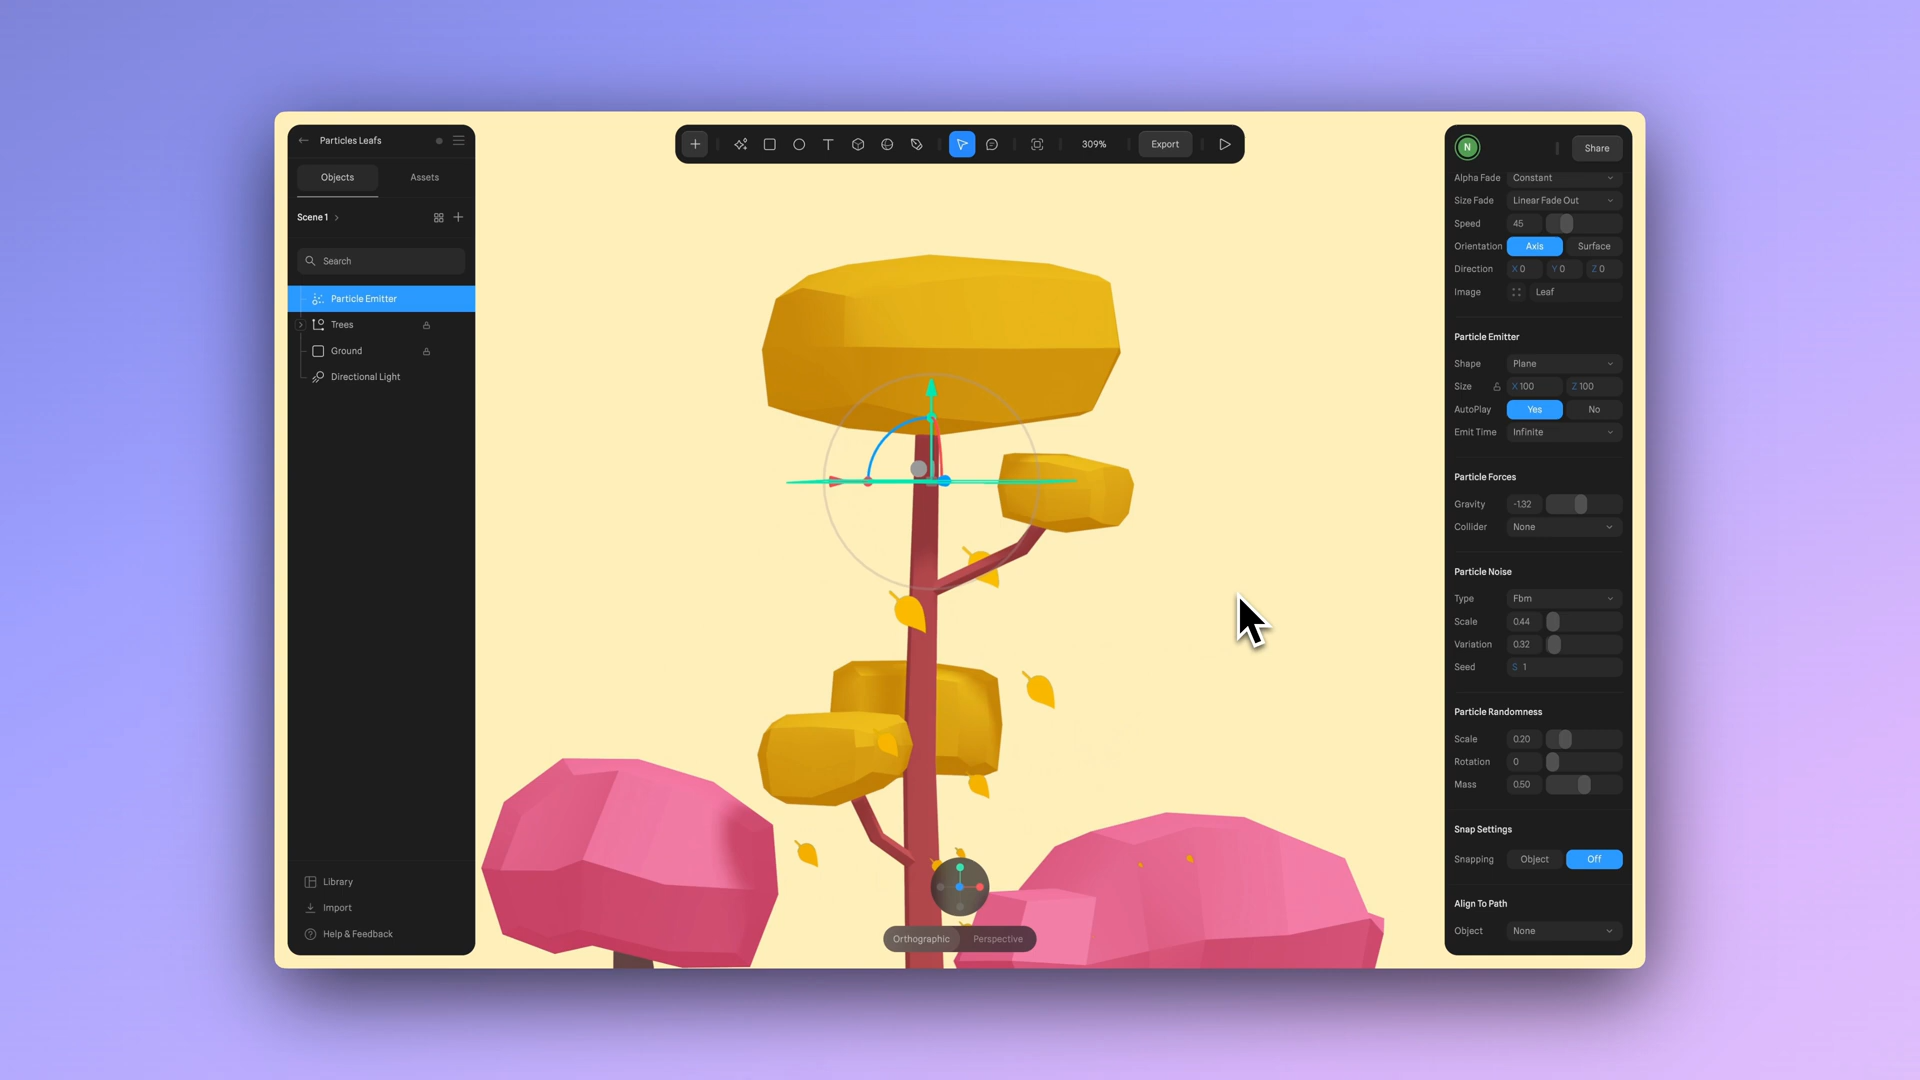 Particles Leafs
Objects Assets
Scene 1
Search
Particle Emitter
Trees
Ground
Directional Light
Library
Import
Help & Feedback
309% Export
Orthographic Perspective
N Share
Alpha Fade Constant
Size Fade Linear Fade Out
Speed 45
Orientation Axis Surface
Direction X 0 Y 0 Z 0
Image Leaf
Particle Emitter
Shape Plane
Size X 100 Z 100
AutoPlay Yes No
Emit Time Infinite
Particle Forces
Gravity -1.32
Collider None
Particle Noise
Type Fbm
Scale 0.44
Variation 0.32
Seed S 1
Particle Randomness
Scale 0.20
Rotation 0
Mass 0.50
Snap Settings
Snapping Object Off
Align To Path
Object None